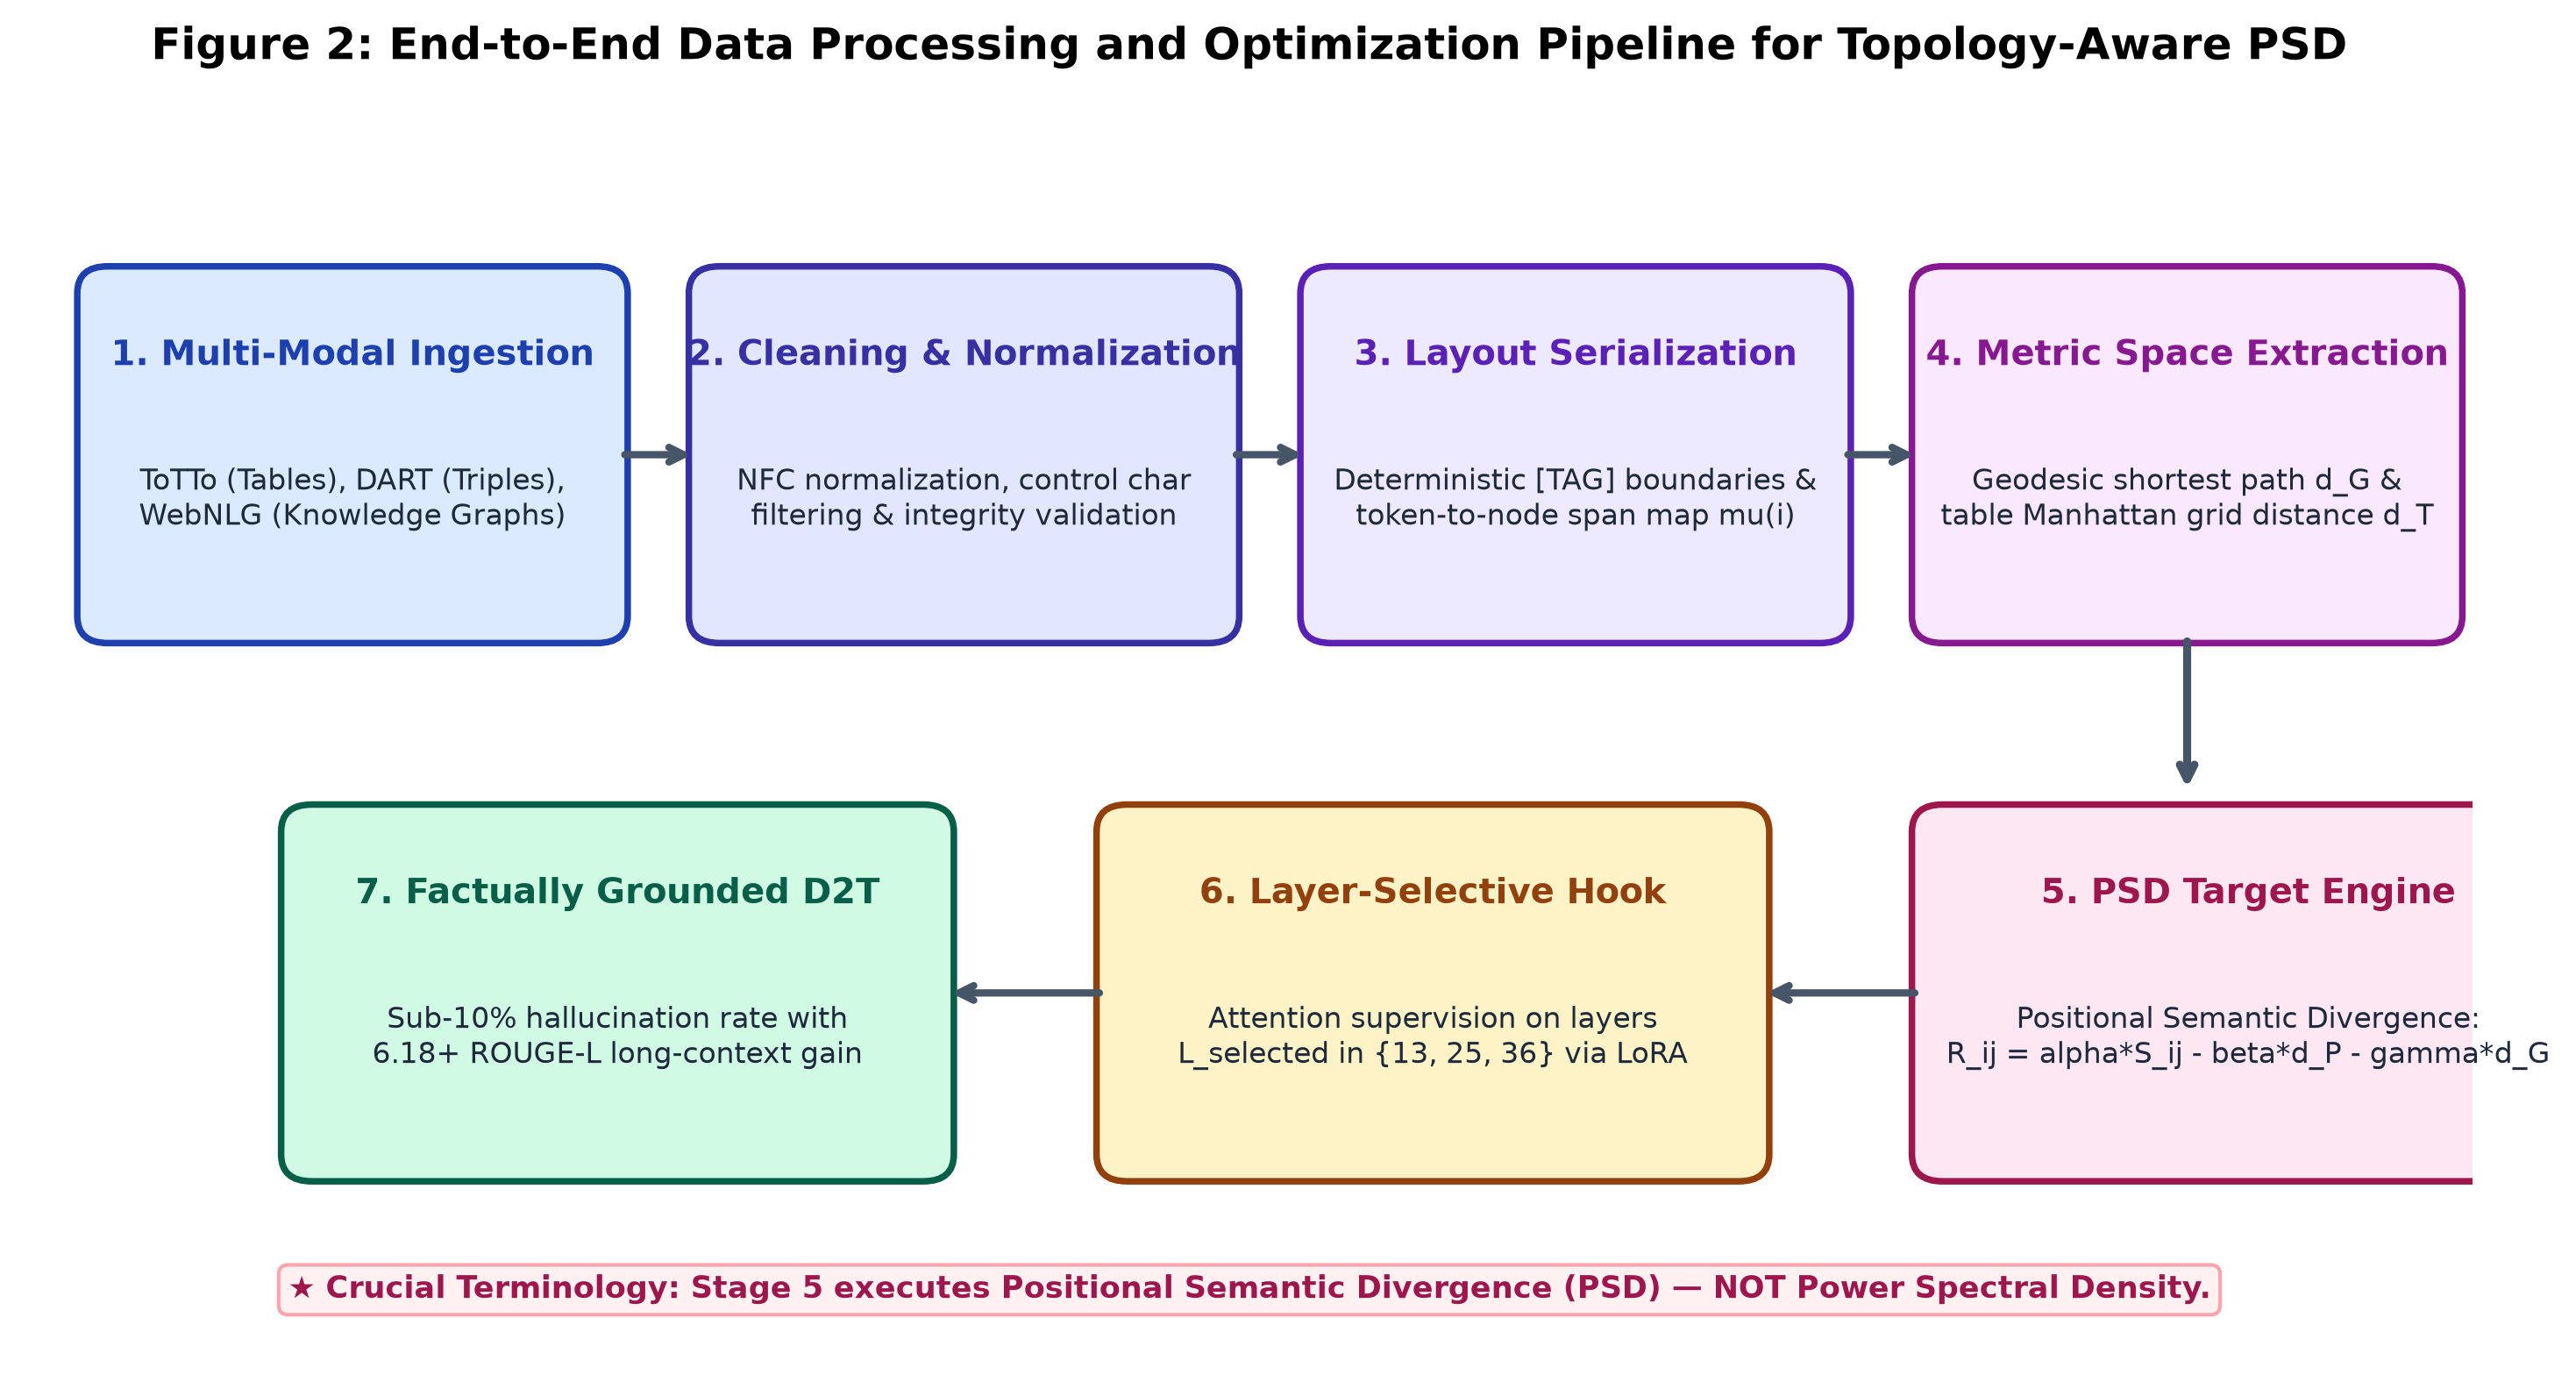 Figure 2: End-to-End Data Processing and Optimization Pipeline for Topology-Aware PSD
1. Multi-Modal Ingestion
ToTTo (Tables), DART (Triples),
WebNLG (Knowledge Graphs)
2. Cleaning & Normalization
NFC normalization, control char
filtering & integrity validation
3. Layout Serialization
Deterministic [TAG] boundaries &
token-to-node span map mu(i)
4. Metric Space Extraction
Geodesic shortest path d_G &
table Manhattan grid distance d_T
5. PSD Target Engine
Positional Semantic Divergence:
R_ij = alpha*S_ij - beta*d_P - gamma*d_G
6. Layer-Selective Hook
Attention supervision on layers
L_selected in {13, 25, 36} via LoRA
7. Factually Grounded D2T
Sub-10% hallucination rate with
6.18+ ROUGE-L long-context gain
★ Crucial Terminology: Stage 5 executes Positional Semantic Divergence (PSD) — NOT Power Spectral Density.